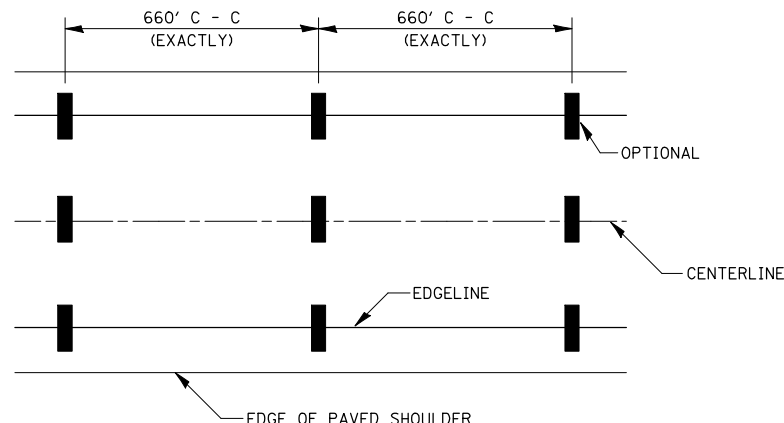 660' C - C
(EXACTLY)
660' C - C
(EXACTLY)
OPTIONAL
CENTERLINE
EDGELINE
EDGE OF PAVED SHOULDER